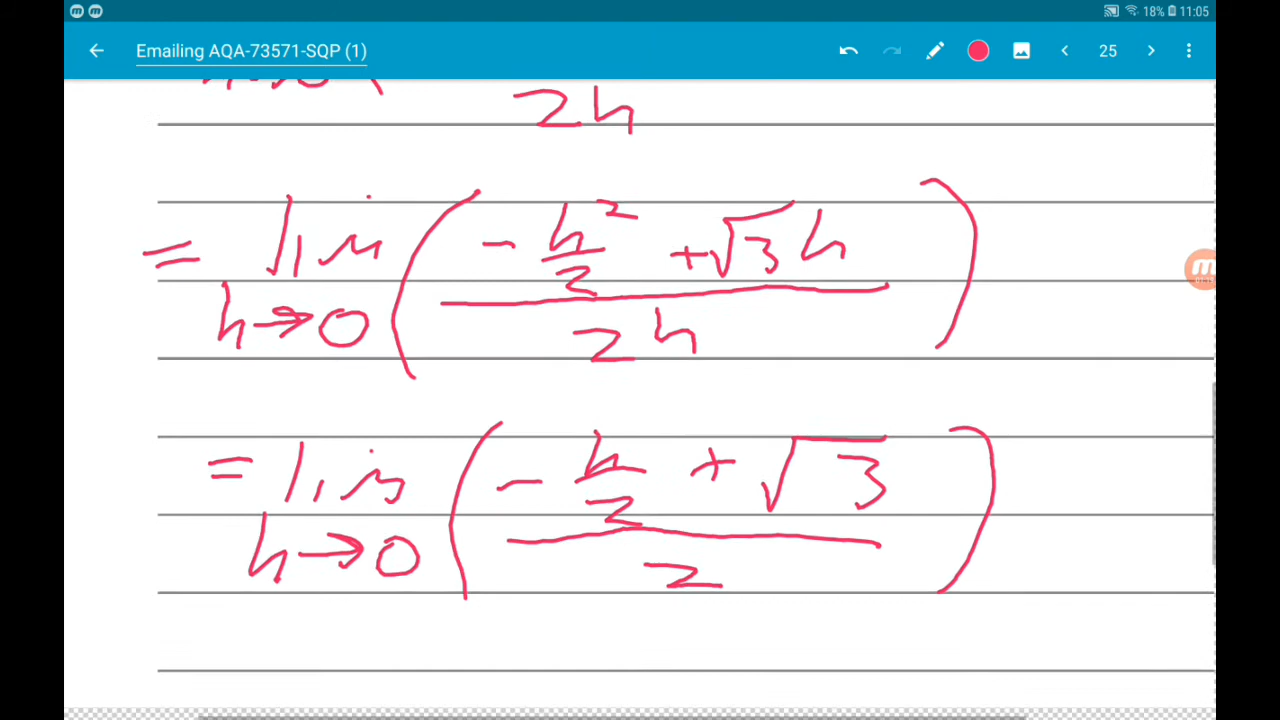 18% 11:05
Emailing AQA-73571-SQP (1) 25
2h
= lim h→0 ( (-h²/2 + √3 h) / 2h )
= lim h→0 ( (-h/2 + √3) / 2 )